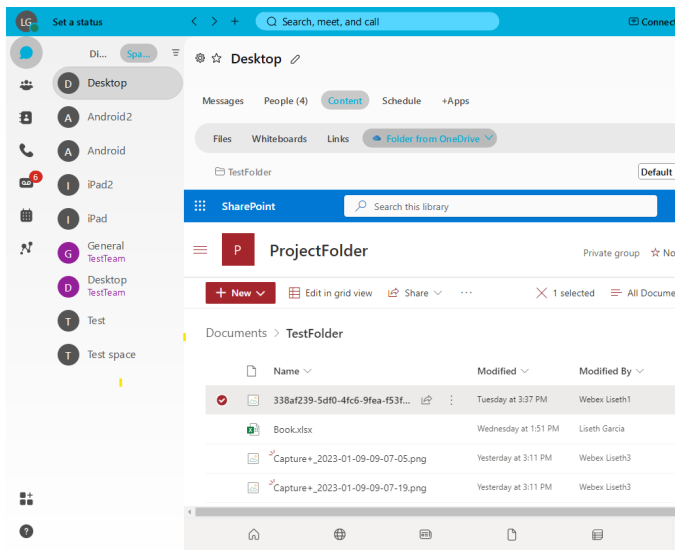 LG Set a status Search, meet, and call Connec
Di... Spa...
D Desktop
A Android2
A Android
6
I iPad2
I iPad
G General
TestTeam
D Desktop
TestTeam
T Test
T Test space
?
Desktop
Messages People (4) Content Schedule +Apps
Files Whiteboards Links Folder from OneDrive
TestFolder Default
SharePoint Search this library
P ProjectFolder Private group No
+ New Edit in grid view Share ... 1 selected All Docume
Documents > TestFolder
Name Modified Modified By
338af239-5df0-4fc6-9fea-f53f... Tuesday at 3:37 PM Webex Liseth1
Book.xlsx Wednesday at 1:51 PM Liseth Garcia
Capture+_2023-01-09-09-07-05.png Yesterday at 3:11 PM Webex Liseth3
Capture+_2023-01-09-09-07-19.png Yesterday at 3:11 PM Webex Liseth3